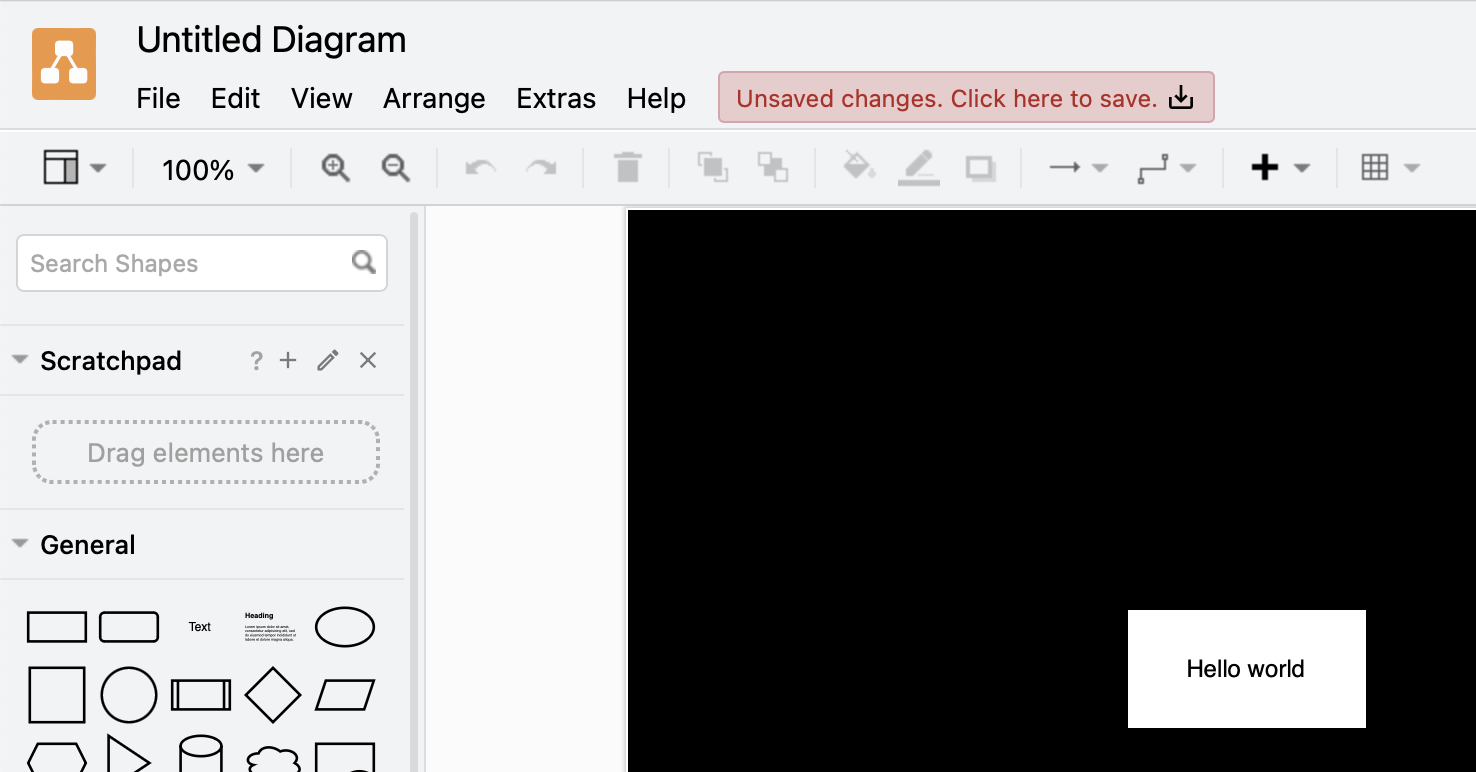 Untitled Diagram
File Edit View Arrange Extras Help Unsaved changes. Click here to save.
100%
Search Shapes
Scratchpad ?
Drag elements here
General
Text
Heading
Hello world